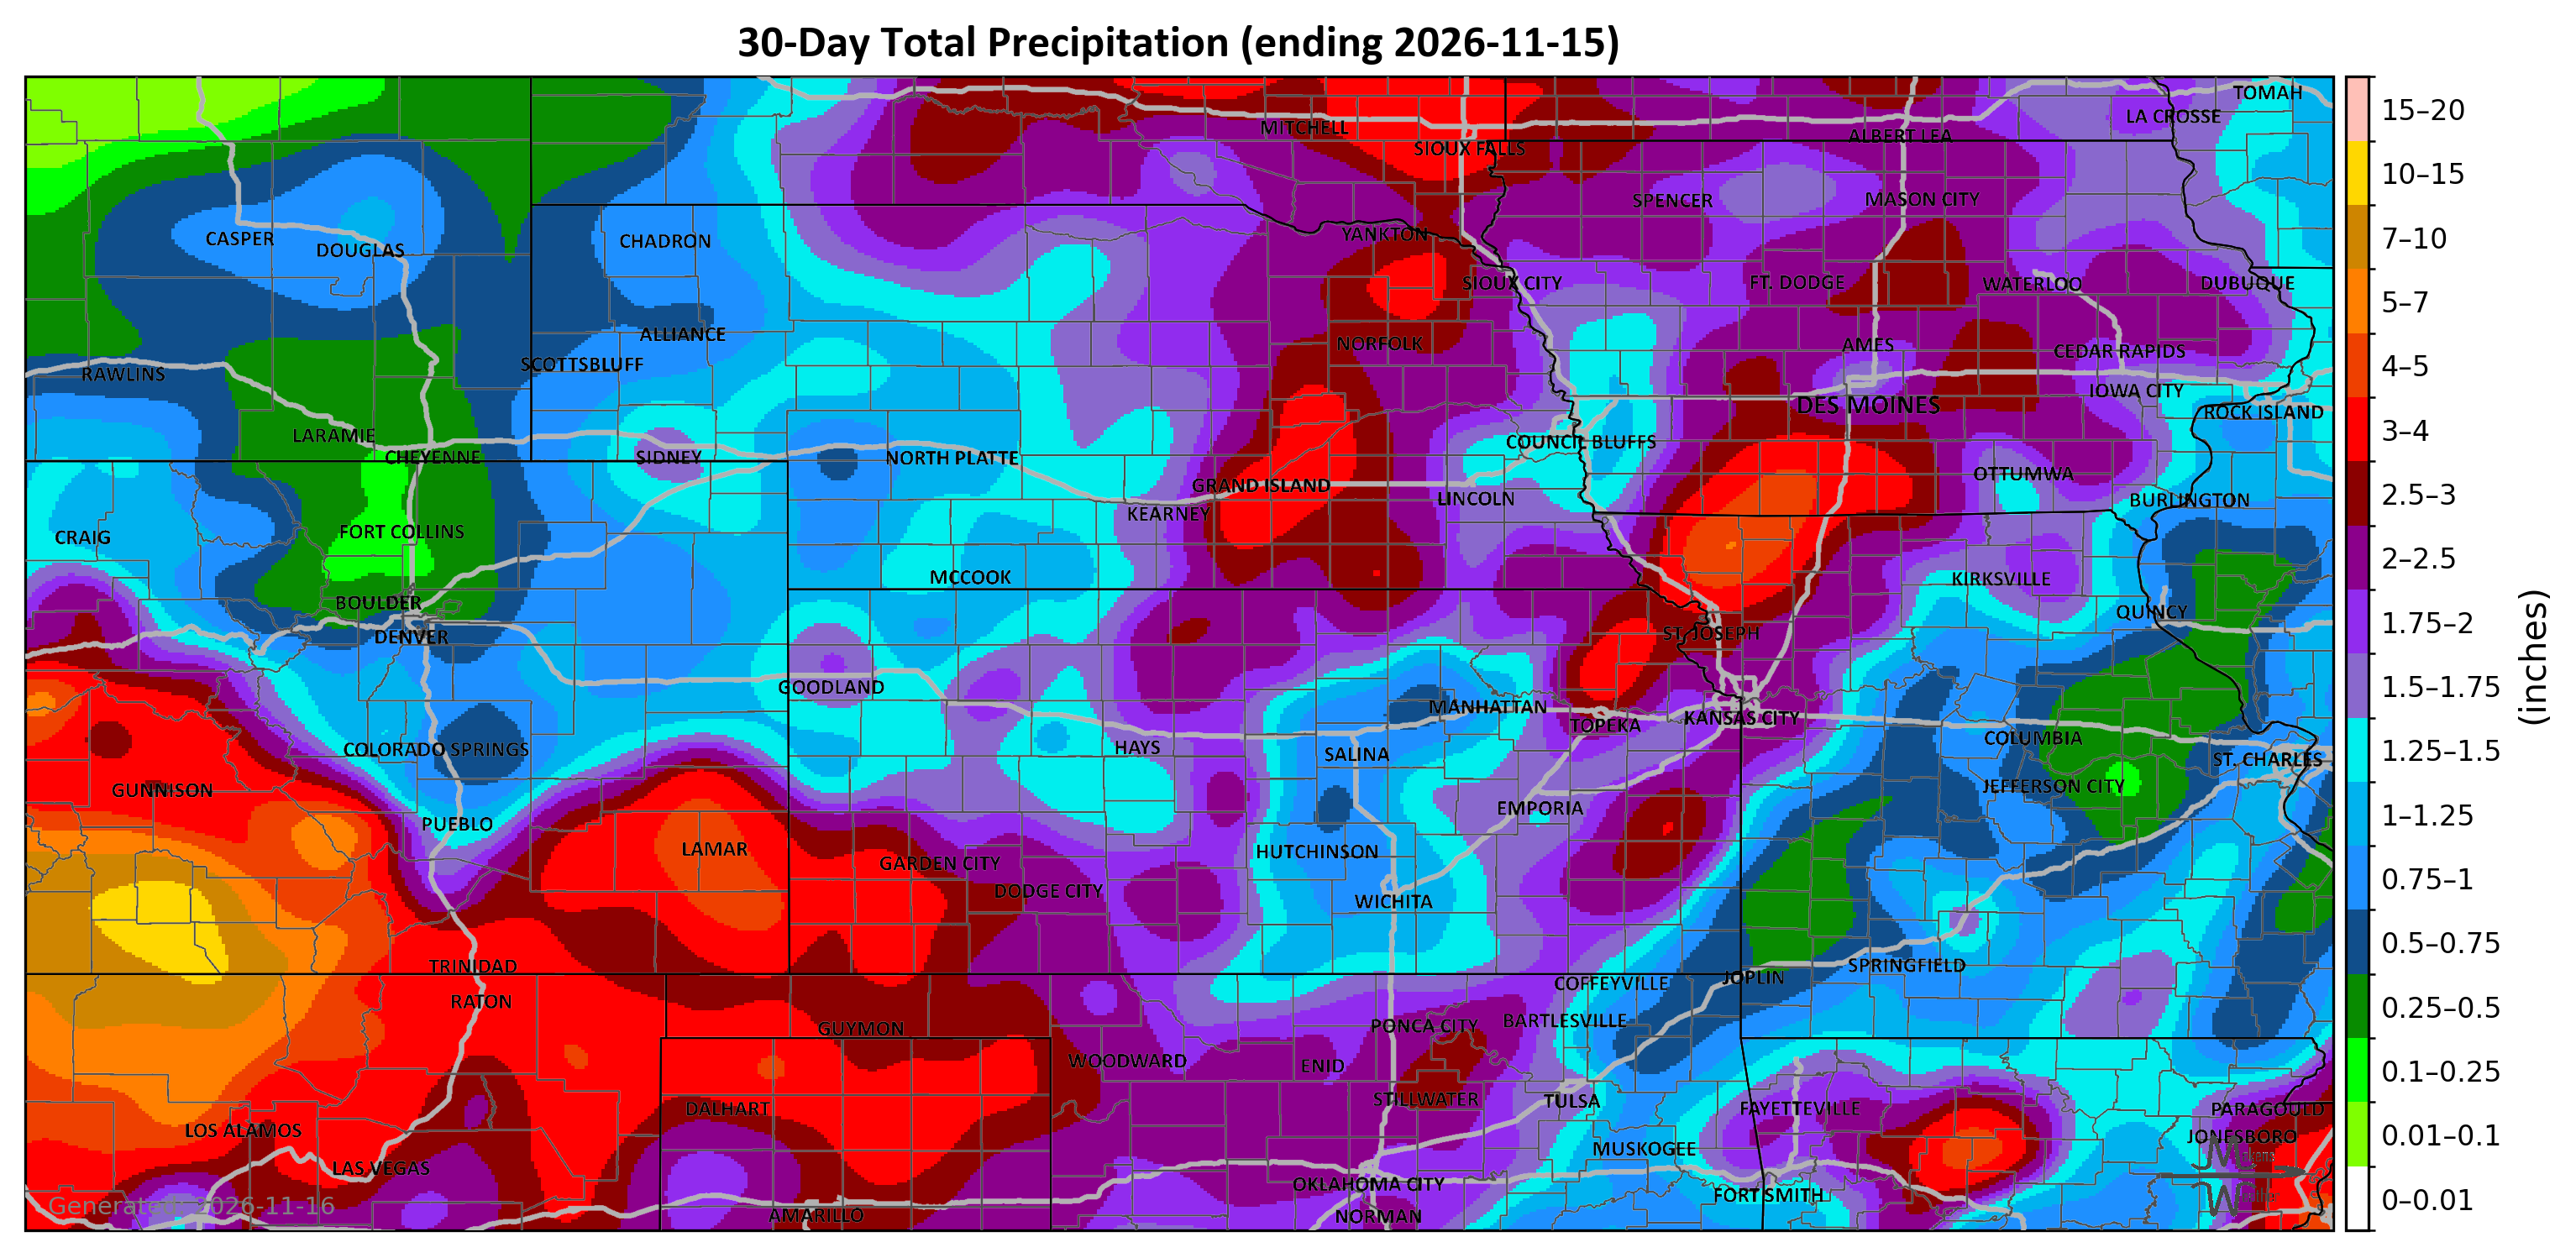 30-Day Total Precipitation (ending 2026-11-15)
TOMAH
LA CROSSE
MITCHELL
ALBERT LEA
SIOUX FALLS
SPENCER
MASON CITY
YANKTON
CASPER
DOUGLAS
CHADRON
SIOUX CITY
FT. DODGE
WATERLOO
DUBUQUE
ALLIANCE
NORFOLK
AMES
CEDAR RAPIDS
SCOTTSBLUFF
RAWLINS
IOWA CITY
DES MOINES
ROCK ISLAND
LARAMIE
COUNCIL BLUFFS
CHEYENNE
SIDNEY
NORTH PLATTE
OTTUMWA
GRAND ISLAND
LINCOLN
BURLINGTON
KEARNEY
FORT COLLINS
CRAIG
MCCOOK
KIRKSVILLE
BOULDER
QUINCY
DENVER
ST. JOSEPH
GOODLAND
MANHATTAN
TOPEKA
KANSAS CITY
COLUMBIA
COLORADO SPRINGS
HAYS
SALINA
ST. CHARLES
GUNNISON
JEFFERSON CITY
EMPORIA
PUEBLO
LAMAR
GARDEN CITY
HUTCHINSON
DODGE CITY
WICHITA
TRINIDAD
SPRINGFIELD
JOPLIN
COFFEYVILLE
RATON
GUYMON
PONCA CITY
BARTLESVILLE
WOODWARD
ENID
STILLWATER
TULSA
DALHART
FAYETTEVILLE
PARAGOULD
LOS ALAMOS
JONESBORO
MUSKOGEE
LAS VEGAS
OKLAHOMA CITY
FORT SMITH
AMARILLO
NORMAN
Generated: 2026-11-16
15–20
10–15
7–10
5–7
4–5
3–4
2.5–3
2–2.5
1.75–2
1.5–1.75
1.25–1.5
1–1.25
0.75–1
0.5–0.75
0.25–0.5
0.1–0.25
0.01–0.1
0–0.01
(inches)